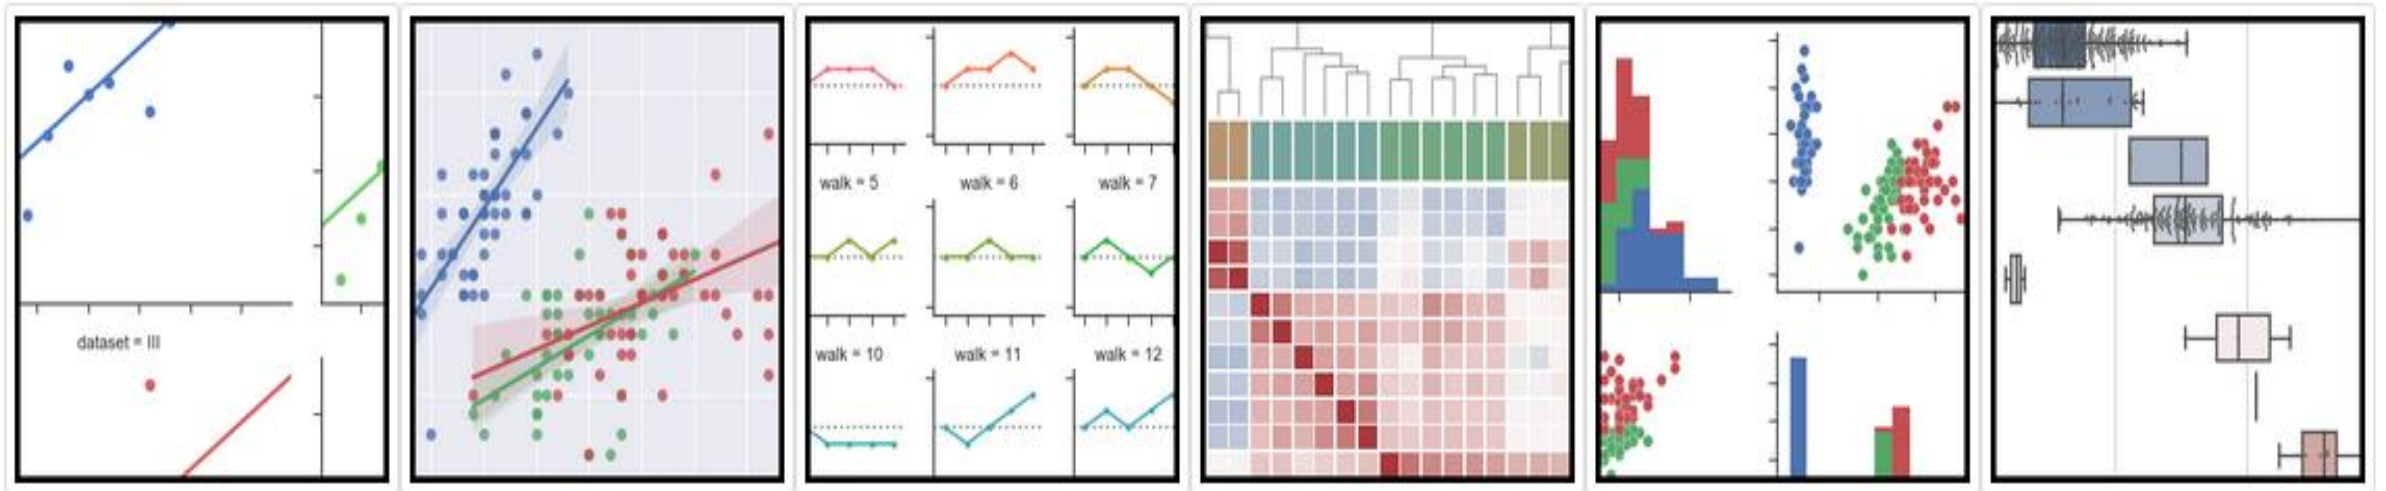 dataset = III
walk = 5
walk = 6
walk = 7
walk = 10
walk = 11
walk = 12